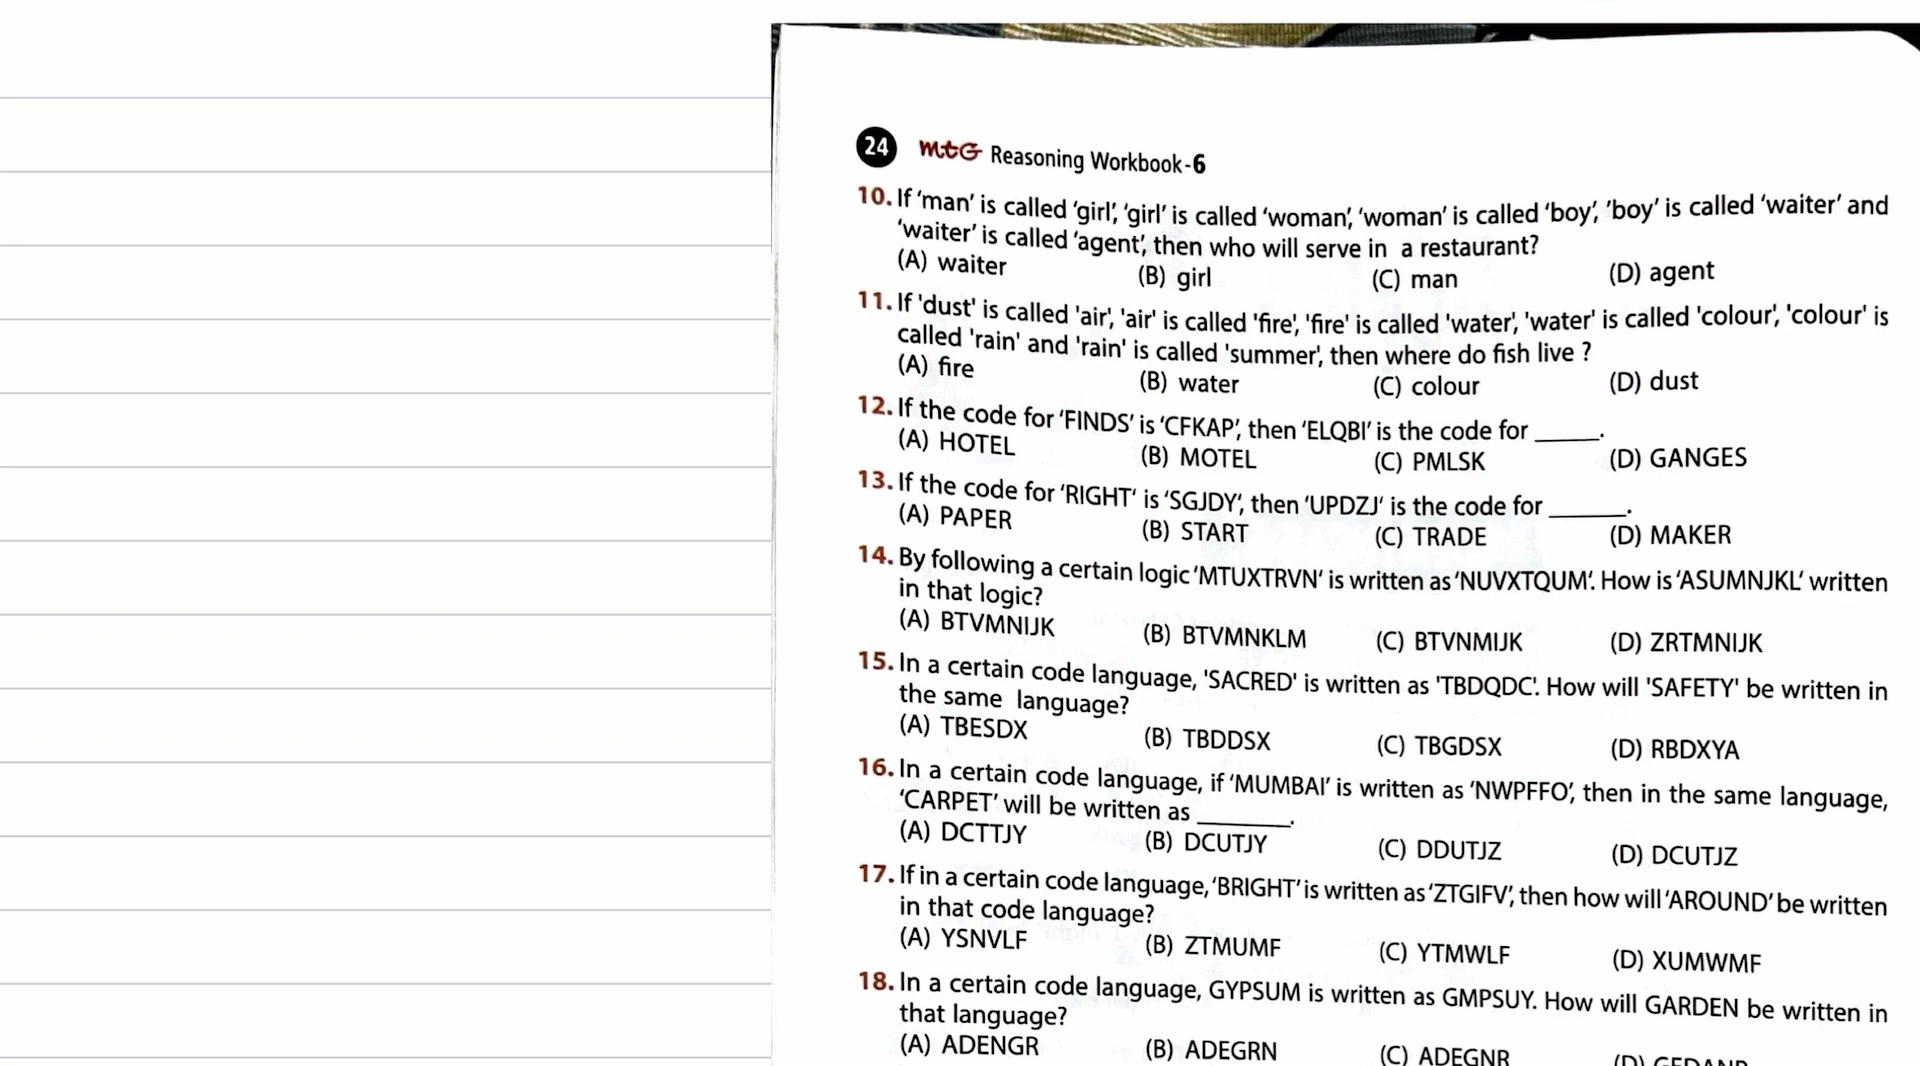 24 mtG Reasoning Workbook-6
10. If ‘man’ is called ‘girl’, ‘girl’ is called ‘woman’, ‘woman’ is called ‘boy’, ’boy’ is called ‘waiter’ and
‘waiter’ is called ‘agent’, then who will serve in a restaurant?
(A) waiter (B) girl (C) man (D) agent
11. If 'dust' is called 'air', 'air' is called 'fire', 'fire' is called 'water', 'water' is called 'colour', 'colour' is
called 'rain' and 'rain' is called 'summer', then where do fish live ?
(A) fire (B) water (C) colour (D) dust
12. If the code for ‘FINDS’ is ‘CFKAP’, then ‘ELQBI’ is the code for _____.
(A) HOTEL (B) MOTEL (C) PMLSK (D) GANGES
13. If the code for ‘RIGHT‘ is ‘SGJDY‘, then ‘UPDZJ‘ is the code for ______.
(A) PAPER (B) START (C) TRADE (D) MAKER
14. By following a certain logic ‘MTUXTRVN‘ is written as ‘NUVXTQUM‘. How is ‘ASUMNJKL‘ written
in that logic?
(A) BTVMNIJK (B) BTVMNKLM (C) BTVNMIJK (D) ZRTMNIJK
15. In a certain code language, 'SACRED' is written as 'TBDQDC'. How will 'SAFETY' be written in
the same language?
(A) TBESDX (B) TBDDSX (C) TBGDSX (D) RBDXYA
16. In a certain code language, if ‘MUMBAI’ is written as ‘NWPFFO’, then in the same language,
‘CARPET’ will be written as _______.
(A) DCTTJY (B) DCUTJY (C) DDUTJZ (D) DCUTJZ
17. If in a certain code language, ‘BRIGHT’ is written as ‘ZTGIFV’, then how will ‘AROUND’ be written
in that code language?
(A) YSNVLF (B) ZTMUMF (C) YTMWLF (D) XUMWMF
18. In a certain code language, GYPSUM is written as GMPSUY. How will GARDEN be written in
that language?
(A) ADENGR (B) ADEGRN (C) ADEGNR